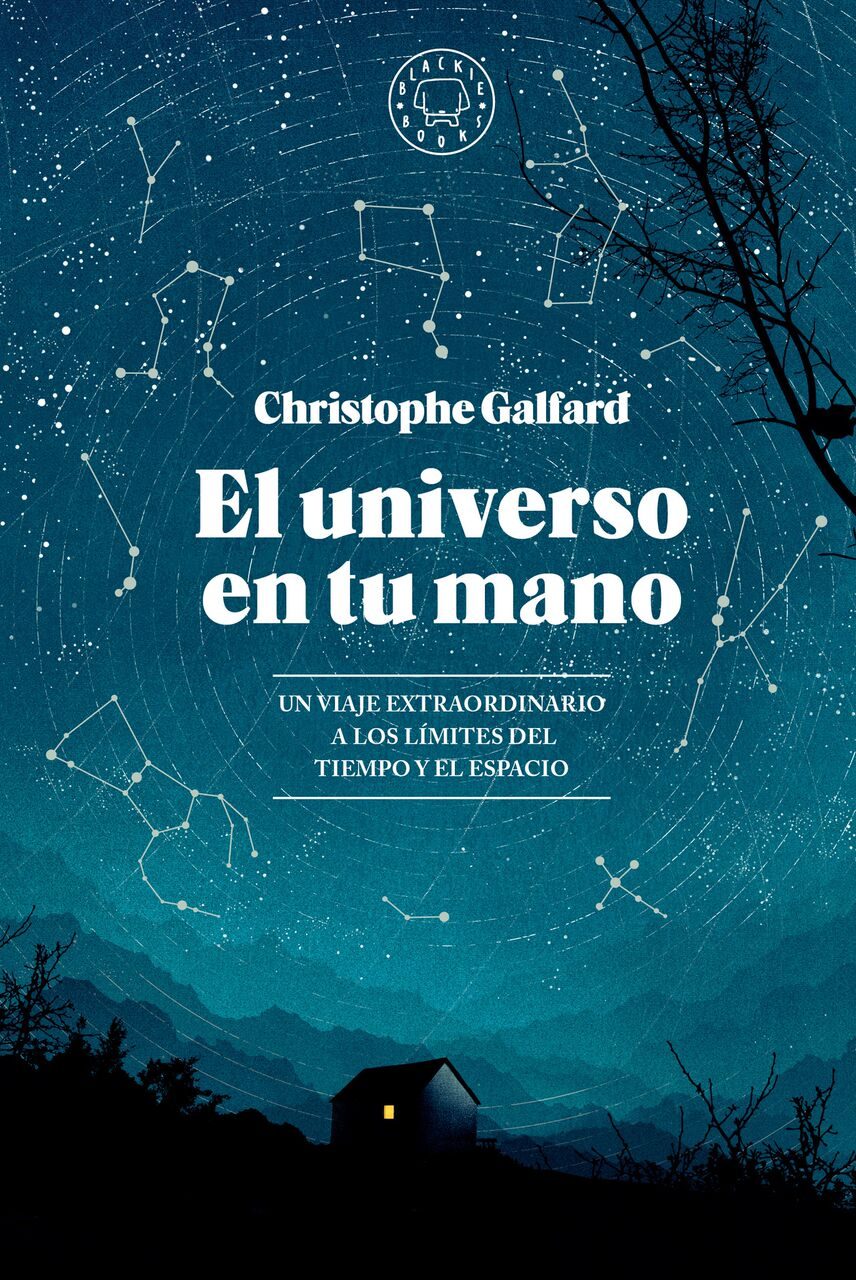 BLACKIE
BOOKS
Christophe Galfard
El universo
en tu mano
UN VIAJE EXTRAORDINARIO
A LOS LÍMITES DEL
TIEMPO Y EL ESPACIO